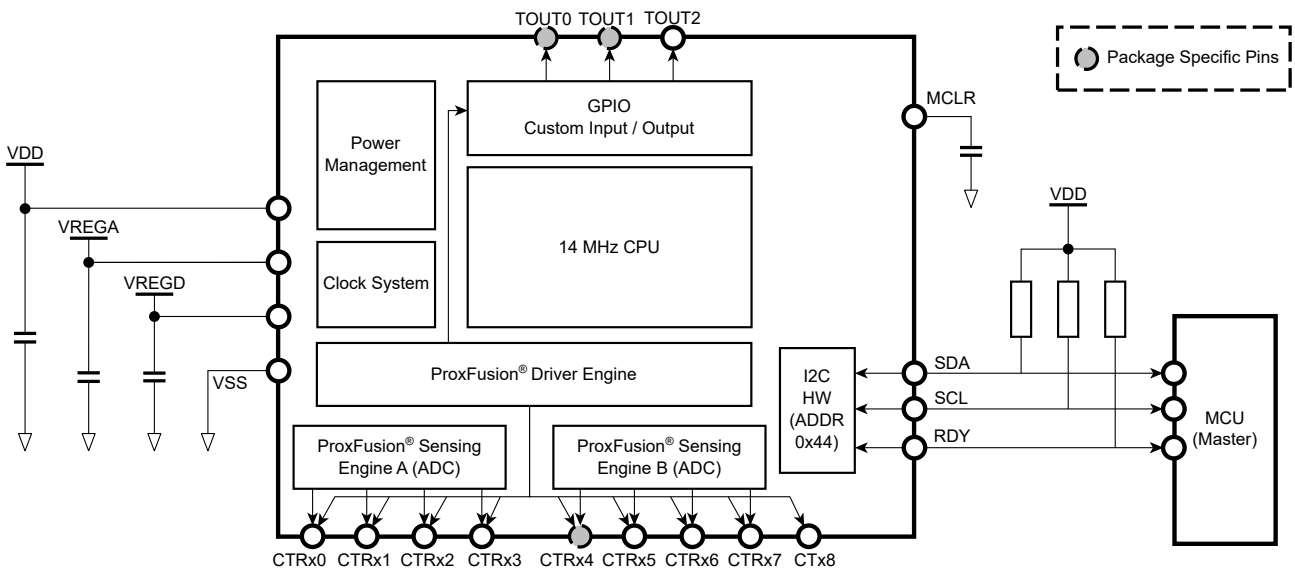 TOUT0 TOUT1 TOUT2
Package Specific Pins
MCLR
GPIO
Custom Input / Output
Power
Management
VDD
VREGA
VREGD
VSS
14 MHz CPU
Clock System
VDD
ProxFusion® Driver Engine
I2C
HW
(ADDR
0x44)
SDA
SCL
RDY
MCU
(Master)
ProxFusion® Sensing
Engine A (ADC)
ProxFusion® Sensing
Engine B (ADC)
CTRx0 CTRx1 CTRx2 CTRx3 CTRx4 CTRx5 CTRx6 CTRx7 CTx8